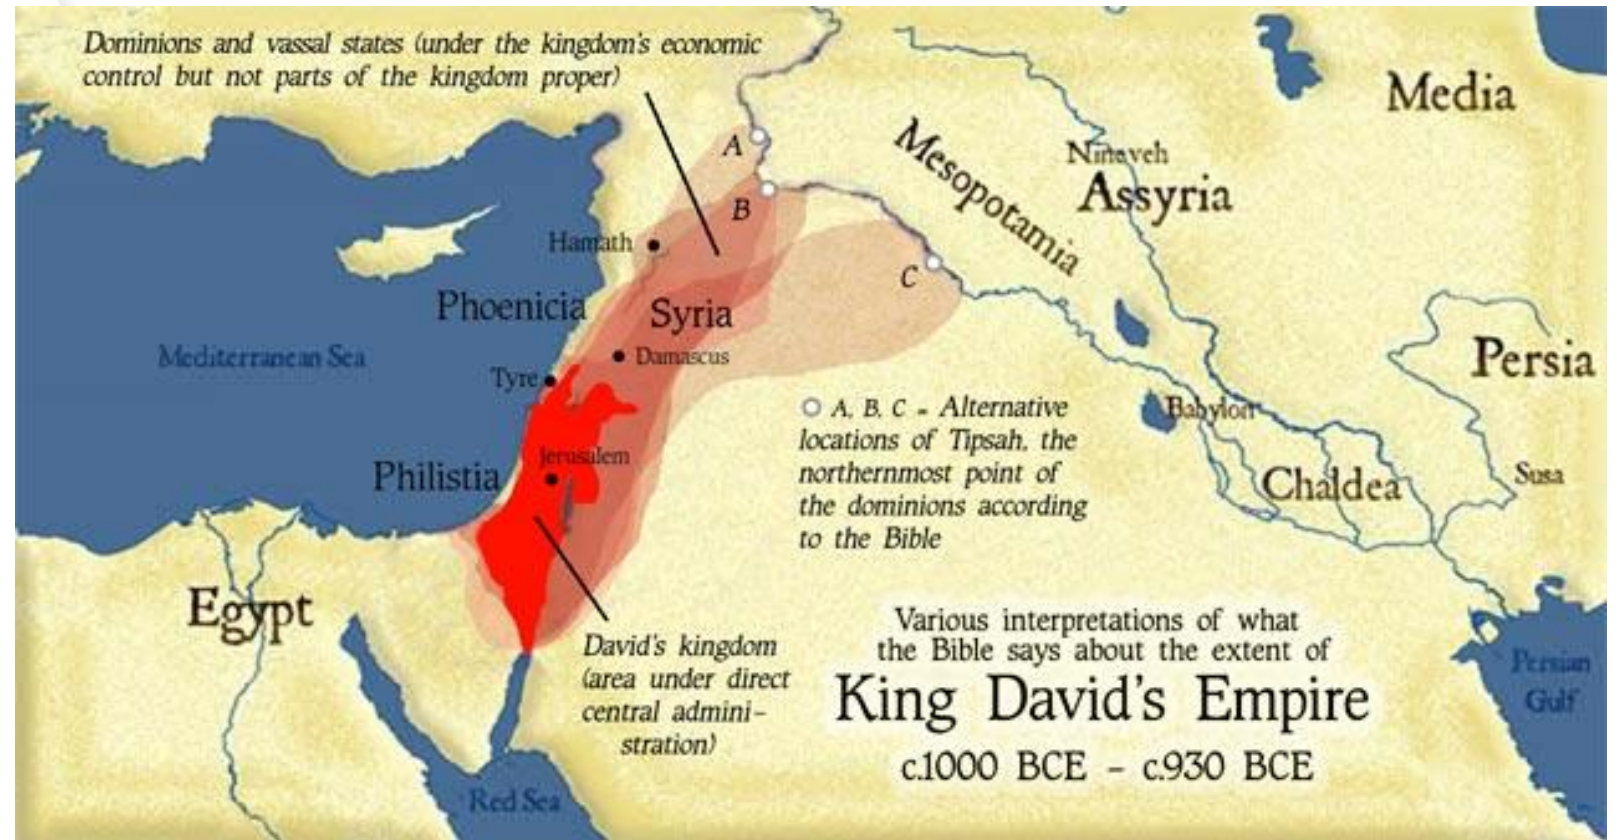 Dominions and vassal states (under the kingdom's economic
control but not parts of the kingdom proper)
Media
Mesopotamia
Nineveh
Assyria
A
B
C
Hamath
Phoenicia
Syria
Mediterranean Sea
Damascus
Tyre
Persia
A, B, C - Alternative
locations of Tipsah, the
northernmost point of
the dominions according
to the Bible
Babylon
Jerusalem
Philistia
Chaldea
Susa
Egypt
David's kingdom
(area under direct
central admini-
stration)
Various interpretations of what
the Bible says about the extent of
King David's Empire
c.1000 BCE - c.930 BCE
Persian
Gulf
Red Sea